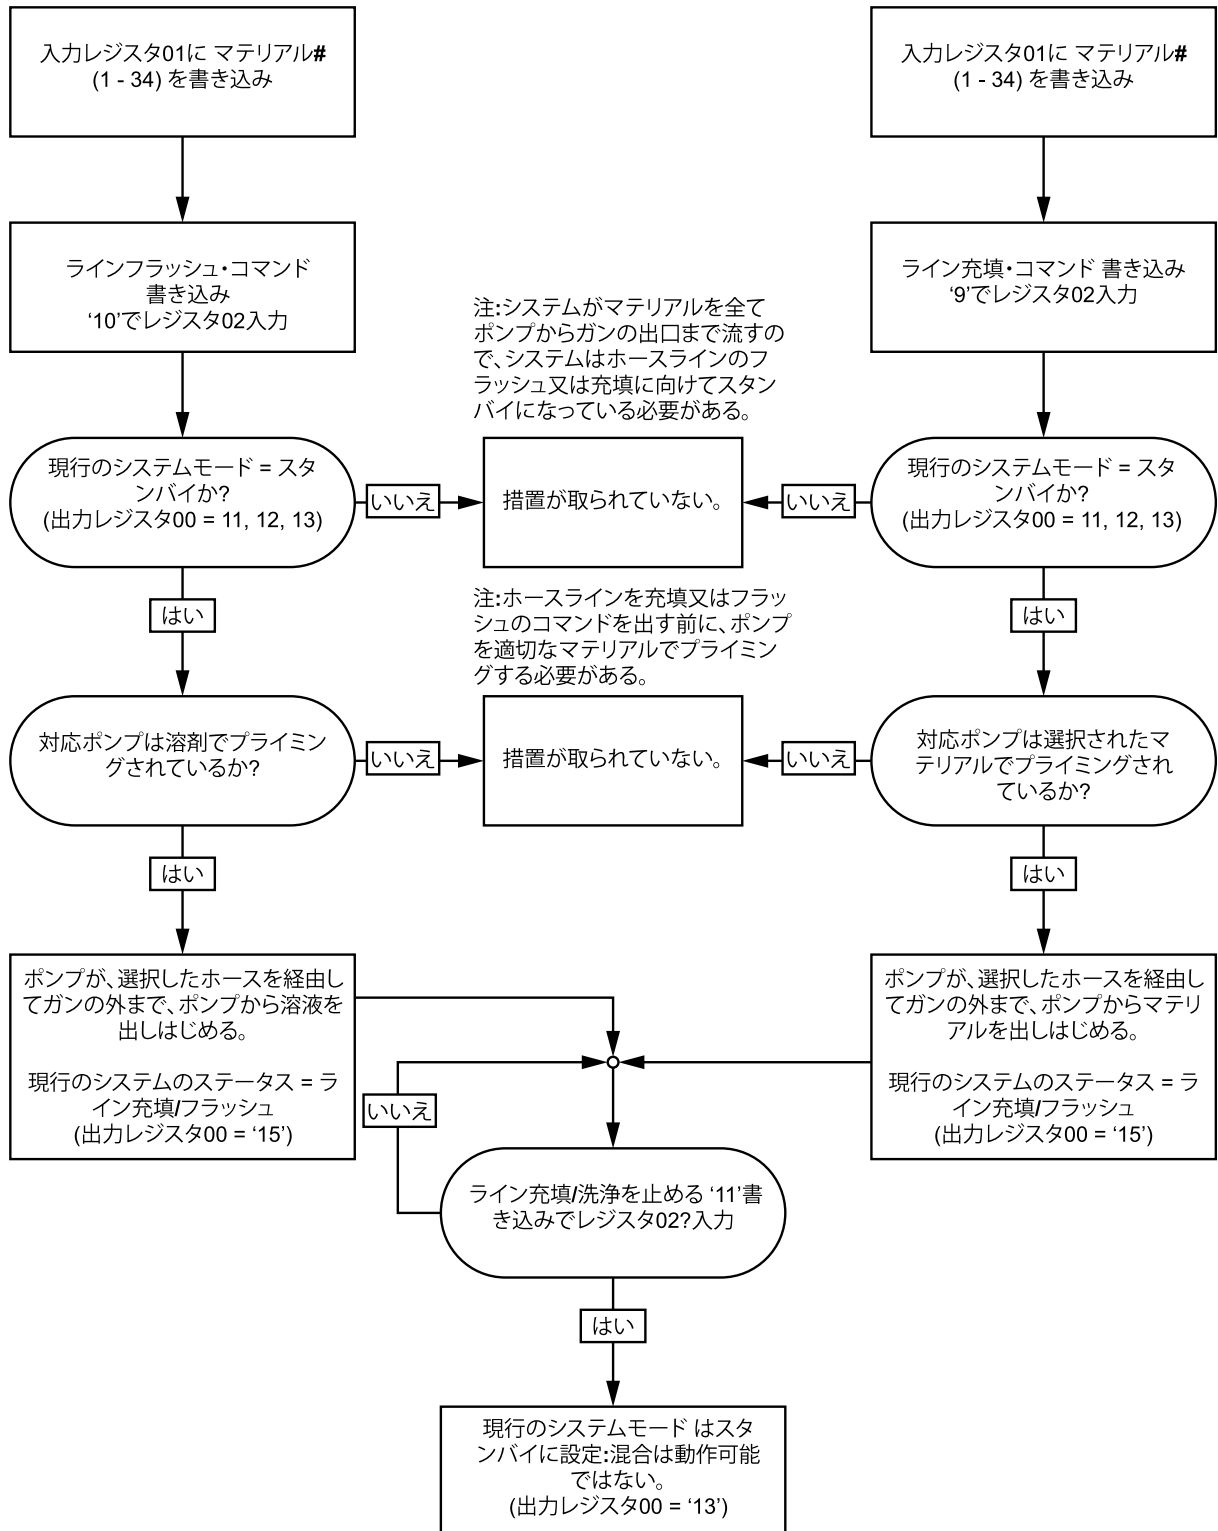 入力レジスタ01に マテリアル#
(1 - 34) を書き込み
入力レジスタ01に マテリアル#
(1 - 34) を書き込み
ラインフラッシュ・コマンド
書き込み
‘10’でレジスタ02入力
ライン充填・コマンド 書き込み
‘9’でレジスタ02入力
注:システムがマテリアルを全て
ポンプからガンの出口まで流すの
で、システムはホースラインのフ
ラッシュ又は充填に向けてスタン
バイになっている必要がある。
現行のシステムモード = スタ
ンバイか?
(出力レジスタ00 = 11, 12, 13)
いいえ
措置が取られていない。
いいえ
現行のシステムモード = スタ
ンバイか?
(出力レジスタ00 = 11, 12, 13)
はい
はい
注:ホースラインを充填又はフラッ
シュのコマンドを出す前に、ポンプ
を適切なマテリアルでプライミン
グする必要がある。
対応ポンプは溶剤でプライミン
グされているか?
いいえ
措置が取られていない。
いいえ
対応ポンプは選択されたマ
テリアルでプライミングされ
ているか?
はい
はい
ポンプが、選択したホースを経由し
てガンの外まで、ポンプから溶液を
出しはじめる。
現行のシステムのステータス = ラ
イン充填/フラッシュ
(出力レジスタ00 = ‘15’)
ポンプが、選択したホースを経由し
てガンの外まで、ポンプからマテリ
アルを出しはじめる。
現行のシステムのステータス = ラ
イン充填/フラッシュ
(出力レジスタ00 = ‘15’)
いいえ
ライン充填/洗浄を止める ‘11’書
き込みでレジスタ02?入力
はい
現行のシステムモード はスタ
ンバイに設定:混合は動作可能
ではない。
(出力レジスタ00 = ‘13’)